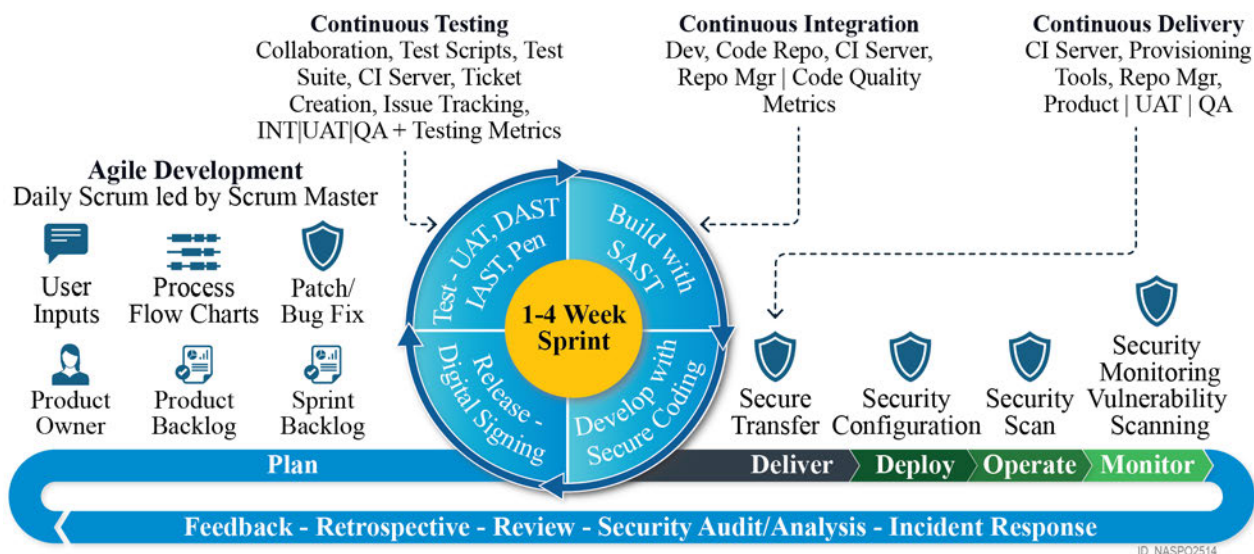 Continuous Testing
Collaboration, Test Scripts, Test
Suite, CI Server, Ticket
Creation, Issue Tracking,
INT|UAT|QA + Testing Metrics
Continuous Integration
Dev, Code Repo, CI Server,
Repo Mgr | Code Quality
Metrics
Continuous Delivery
CI Server, Provisioning
Tools, Repo Mgr,
Product | UAT | QA
Agile Development
Daily Scrum led by Scrum Master
User
Inputs
Process
Flow Charts
Patch/
Bug Fix
Product
Owner
Product
Backlog
Sprint
Backlog
Test - UAT, DAST
IAST, Pen
Build with
SAST
1-4 Week
Sprint
Release -
Digital Signing
Develop with
Secure Coding
Secure
Transfer
Security
Configuration
Security
Scan
Security
Monitoring
Vulnerability
Scanning
Plan
Deliver
Deploy
Operate
Monitor
Feedback - Retrospective - Review - Security Audit/Analysis - Incident Response
ID_NASPO2514